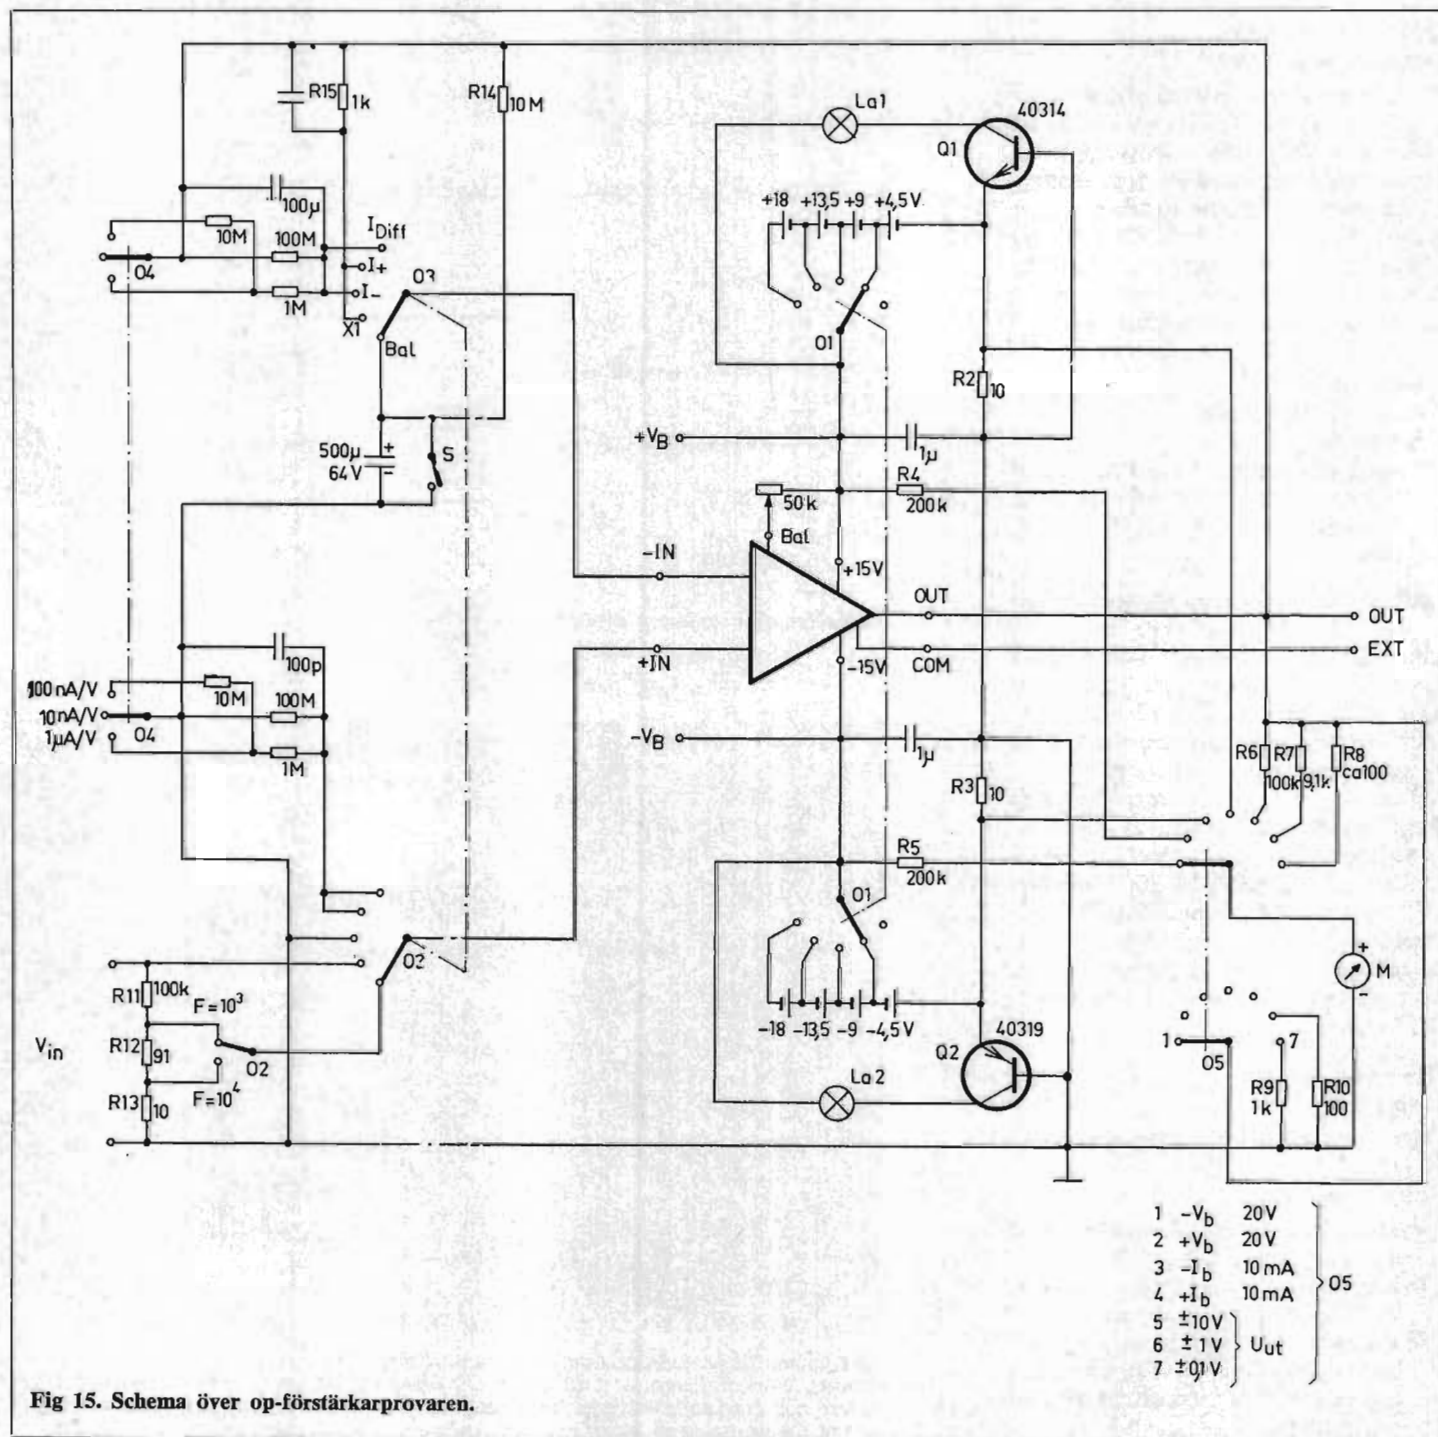 La1
40314
R15
1k
R14
10M
Q1
+18 +13,5 +9 +4,5V
100µ
10M
100M
IDiff
I+
I-
O4
O3
1M
X1
O1
Bal
R2
10
+VB
1µ
500µ
64V
+
-
S
R4
200k
50k
Bal
-IN
+15V
OUT
OUT
COM
EXT
+IN
-15V
100p
10M
100M
100nA/V
10nA/V
1µA/V
O4
1M
-VB
1µ
R3
10
R6
100k
R7
9,1k
R8
ca100
R5
200k
O1
O2
R11
100k
F=10³
Vin
R12
91
O2
F=10⁴
R13
10
-18 -13,5 -9 -4,5V
40319
Q2
La2
+
M
-
1
O5
7
R9
1k
R10
100
1 -Vb 20V
2 +Vb 20V
3 -Ib 10mA
4 +Ib 10mA
O5
5 ±10V
6 ±1V
7 ±0,1V
Uut
Fig 15. Schema över op-förstärkarprovaren.